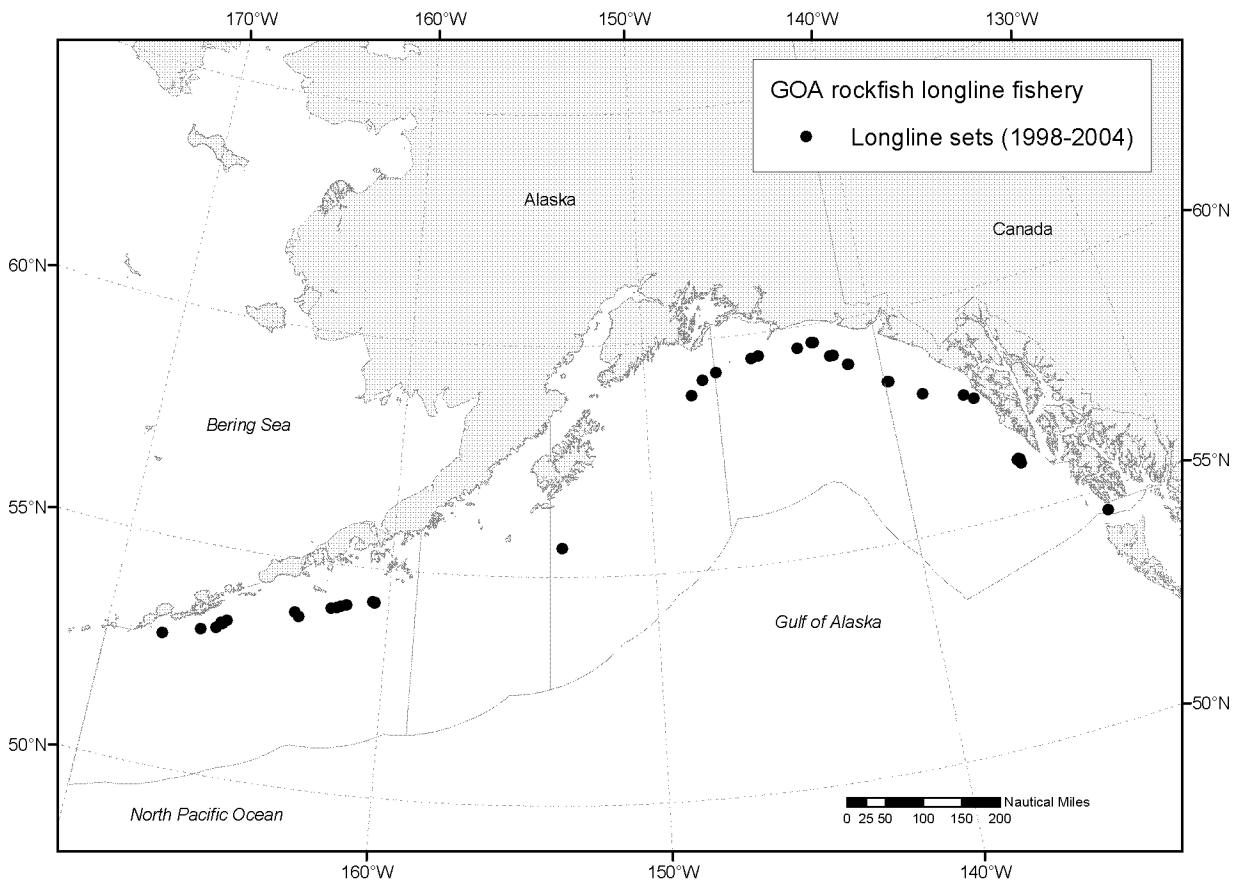 170°W 160°W 150°W 140°W 130°W
GOA rockfish longline fishery
Longline sets (1998-2004)
Alaska
60°N
Canada
60°N
Bering Sea
55°N
55°N
Gulf of Alaska
50°N
50°N
North Pacific Ocean
Nautical Miles
0 25 50 100 150 200
160°W 150°W 140°W